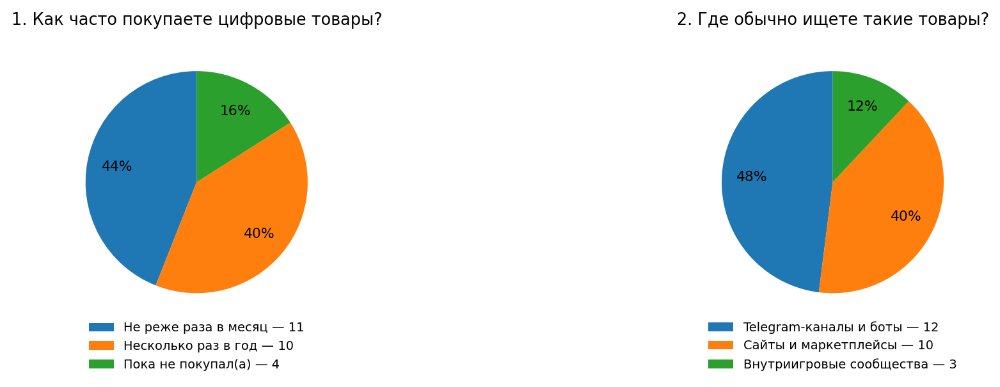 1. Как часто покупаете цифровые товары?
16%
44%
40%
Не реже раза в месяц — 11
Несколько раз в год — 10
Пока не покупал(а) — 4
2. Где обычно ищете такие товары?
12%
48%
40%
Telegram-каналы и боты — 12
Сайты и маркетплейсы — 10
Внутриигровые сообщества — 3